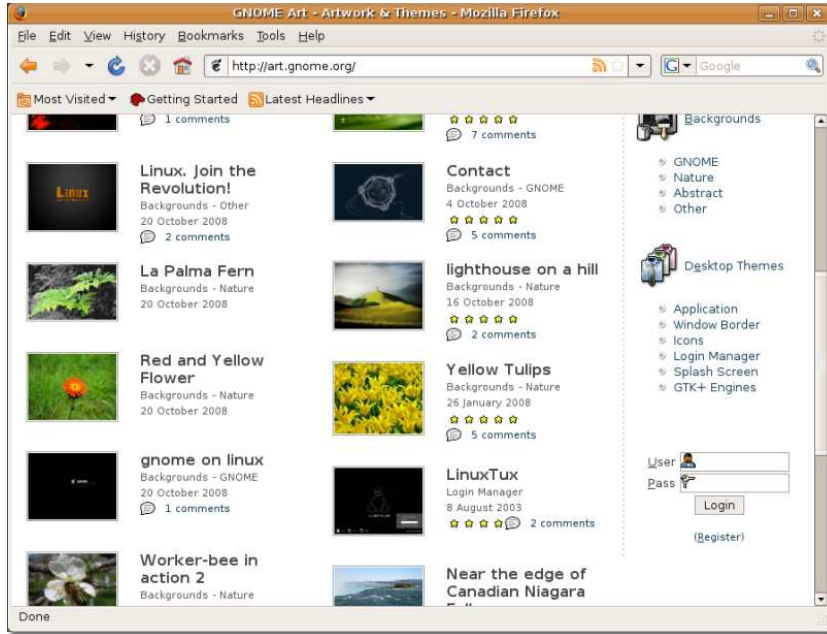 GNOME Art - Artwork & Themes - Mozilla Firefox
File Edit View History Bookmarks Tools Help
http://art.gnome.org/
G Google
Most Visited Getting Started Latest Headlines
1 comments
Linux. Join the
Revolution!
Backgrounds - Other
20 October 2008
2 comments
La Palma Fern
Backgrounds - Nature
20 October 2008
Red and Yellow
Flower
Backgrounds - Nature
20 October 2008
gnome on linux
Backgrounds - GNOME
20 October 2008
1 comments
Worker-bee in
action 2
Backgrounds - Nature
Linux
7 comments
Contact
Backgrounds - GNOME
4 October 2008
5 comments
lighthouse on a hill
Backgrounds - Nature
16 October 2008
2 comments
Yellow Tulips
Backgrounds - Nature
26 January 2008
5 comments
LinuxTux
Login Manager
8 August 2003
2 comments
Near the edge of
Canadian Niagara
Backgrounds
GNOME
Nature
Abstract
Other
Desktop Themes
Application
Window Border
Icons
Login Manager
Splash Screen
GTK+ Engines
User
Pass
Login
(Register)
Done